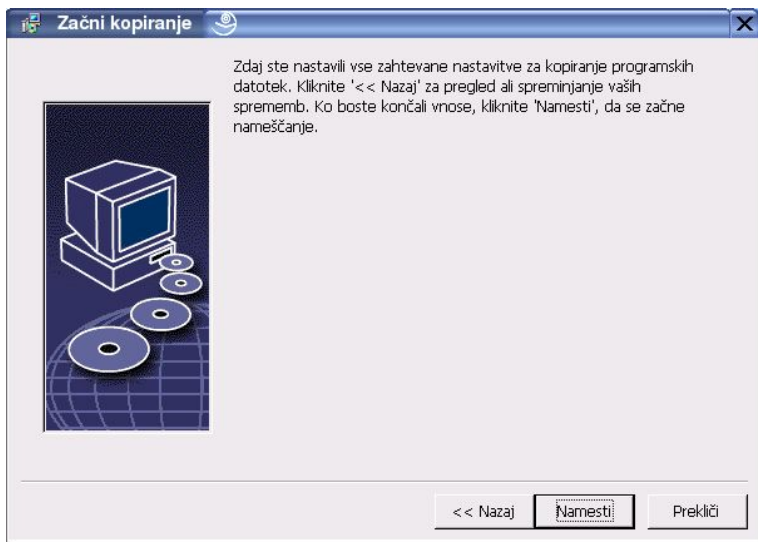 Začni kopiranje
Zdaj ste nastavili vse zahtevane nastavitve za kopiranje programskih
datotek. Kliknite '<< Nazaj' za pregled ali spreminjanje vaših
sprememb. Ko boste končali vnose, kliknite 'Namesti', da se začne
nameščanje.
<< Nazaj
Namesti
Prekliči